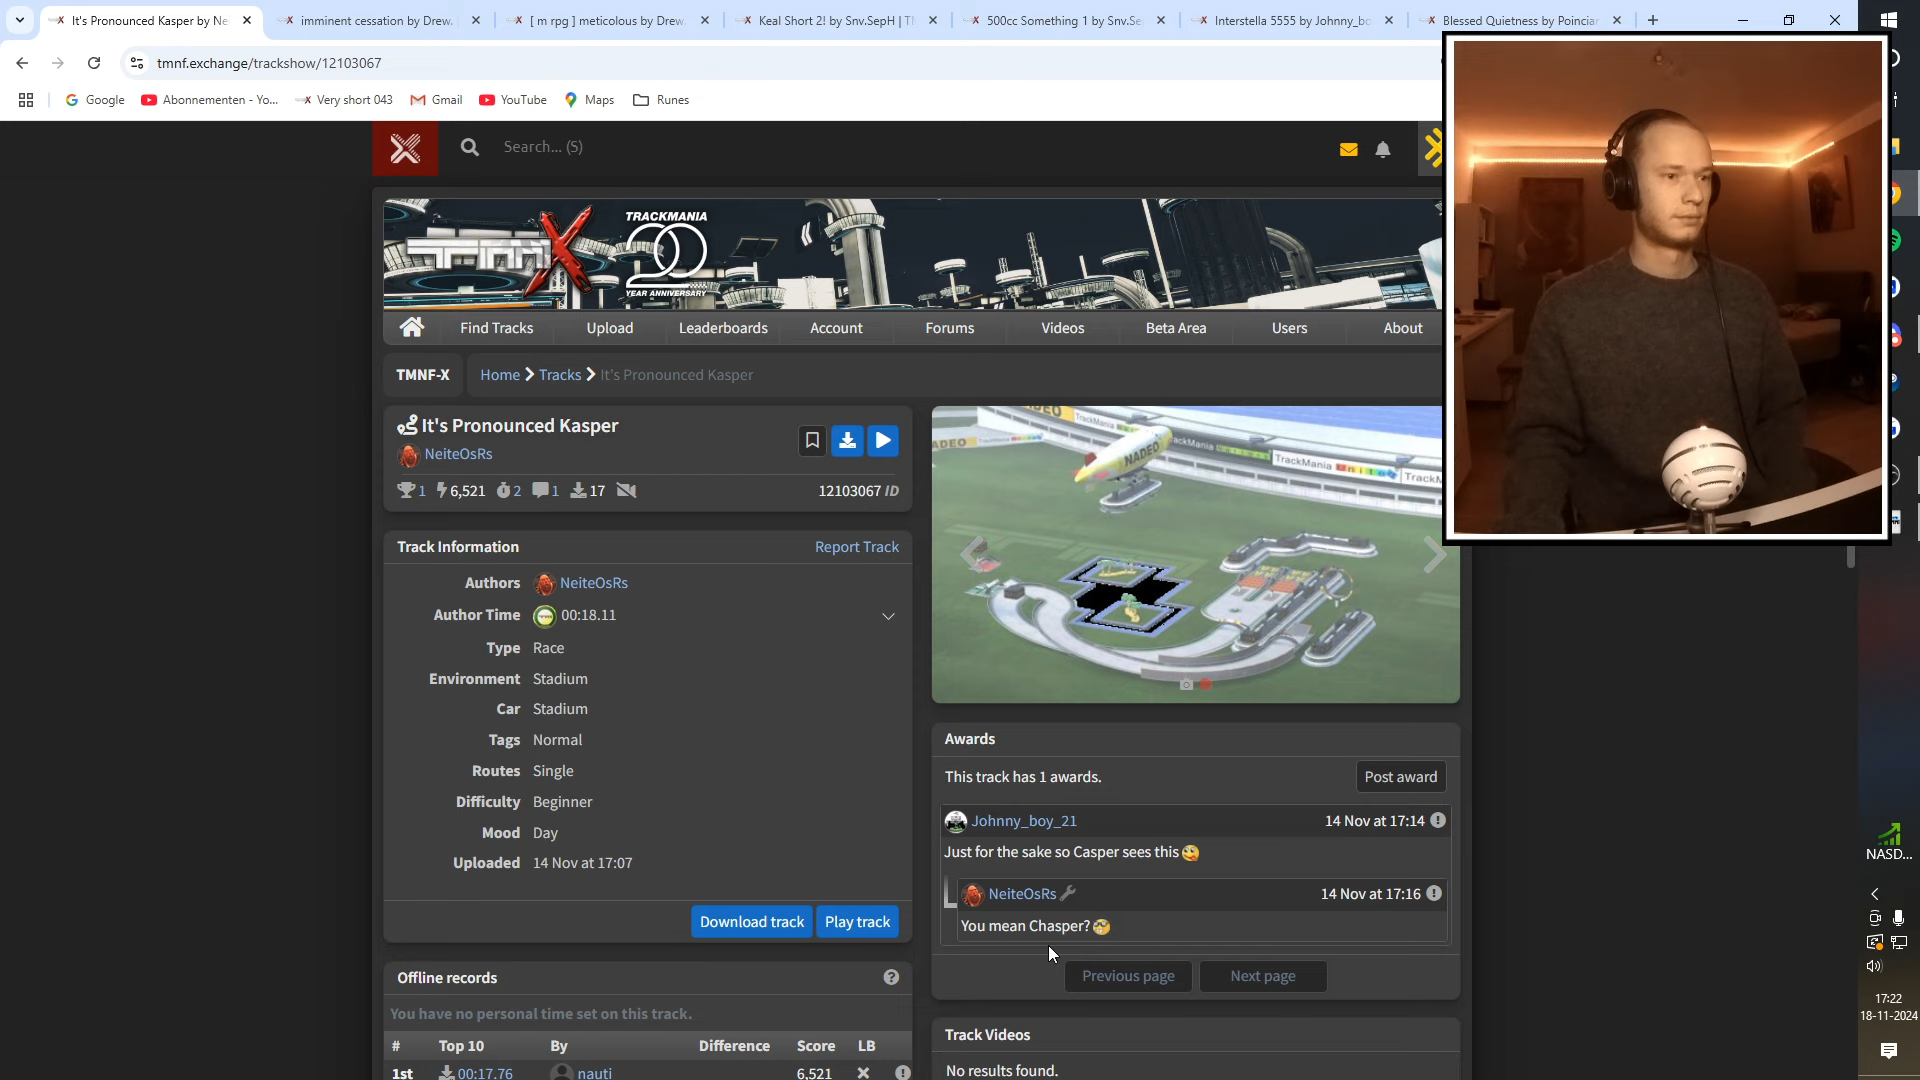 It's Pronounced Kasper by Ne
imminent cessation by Drew.
[ m rpg ] meticolous by Drew.
Keal Short 2! by Snv.SepH | T
500cc Something 1 by Snv.Se
Interstella 5555 by Johnny_bo
Blessed Quietness by Poincian
tmnf.exchange/trackshow/12103067
Google
Abonnementen - Yo...
Very short 043
Gmail
YouTube
Maps
Runes
Search... (S)
TRACKMANIA
20
YEAR ANNIVERSARY
Find Tracks
Upload
Leaderboards
Account
Forums
Videos
Beta Area
Users
About
TMNF-X
Home
Tracks
It's Pronounced Kasper
It's Pronounced Kasper
NeiteOsRs
1
6,521
2
1
17
12103067 ID
Track Information
Report Track
Authors NeiteOsRs
Author Time 00:18.11
Type Race
Environment Stadium
Car Stadium
Tags Normal
Routes Single
Difficulty Beginner
Mood Day
Uploaded 14 Nov at 17:07
Download track
Play track
Offline records
You have no personal time set on this track.
# Top 10 By Difference Score LB
1st 00:17.76 nauti 6,521
NADEO
TrackMania
Awards
This track has 1 awards.
Post award
Johnny_boy_21
14 Nov at 17:14
Just for the sake so Casper sees this
NeiteOsRs
14 Nov at 17:16
You mean Chasper?
Previous page
Next page
Track Videos
No results found.
NASD...
17:22
18-11-2024